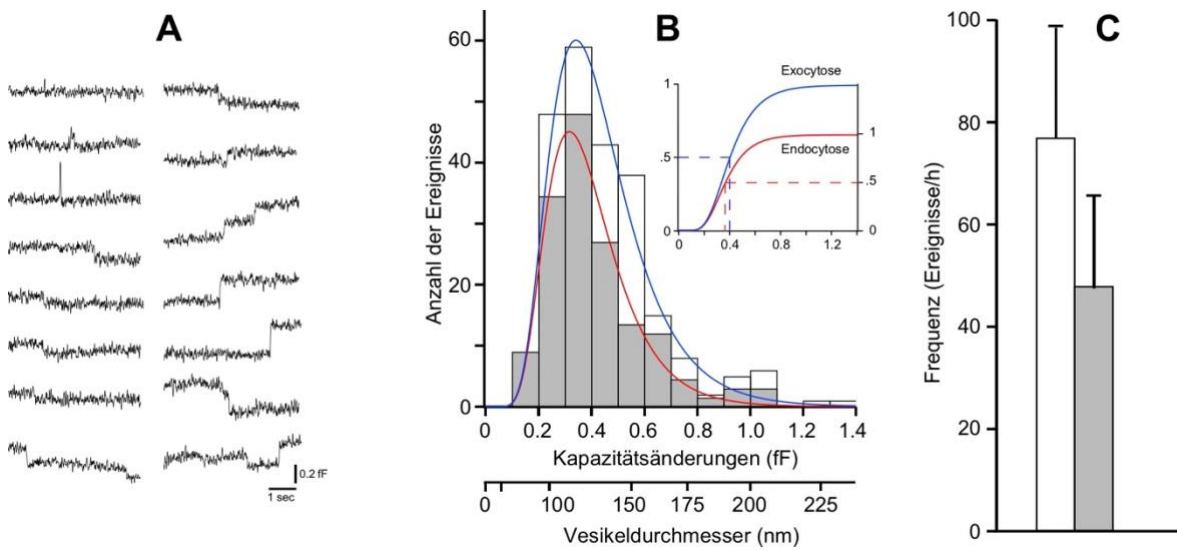 A
0.2 fF
1 sec
B
Anzahl der Ereignisse
60
40
20
0
0 0.2 0.4 0.6 0.8 1.0 1.2 1.4
Kapazitätsänderungen (fF)
0 100 150 175 200 225
Vesikeldurchmesser (nm)
Exocytose
Endocytose
1
.5
0
1
.5
0
0 0.4 0.8 1.2
C
Frequenz (Ereignisse/h)
100
80
60
40
20
0